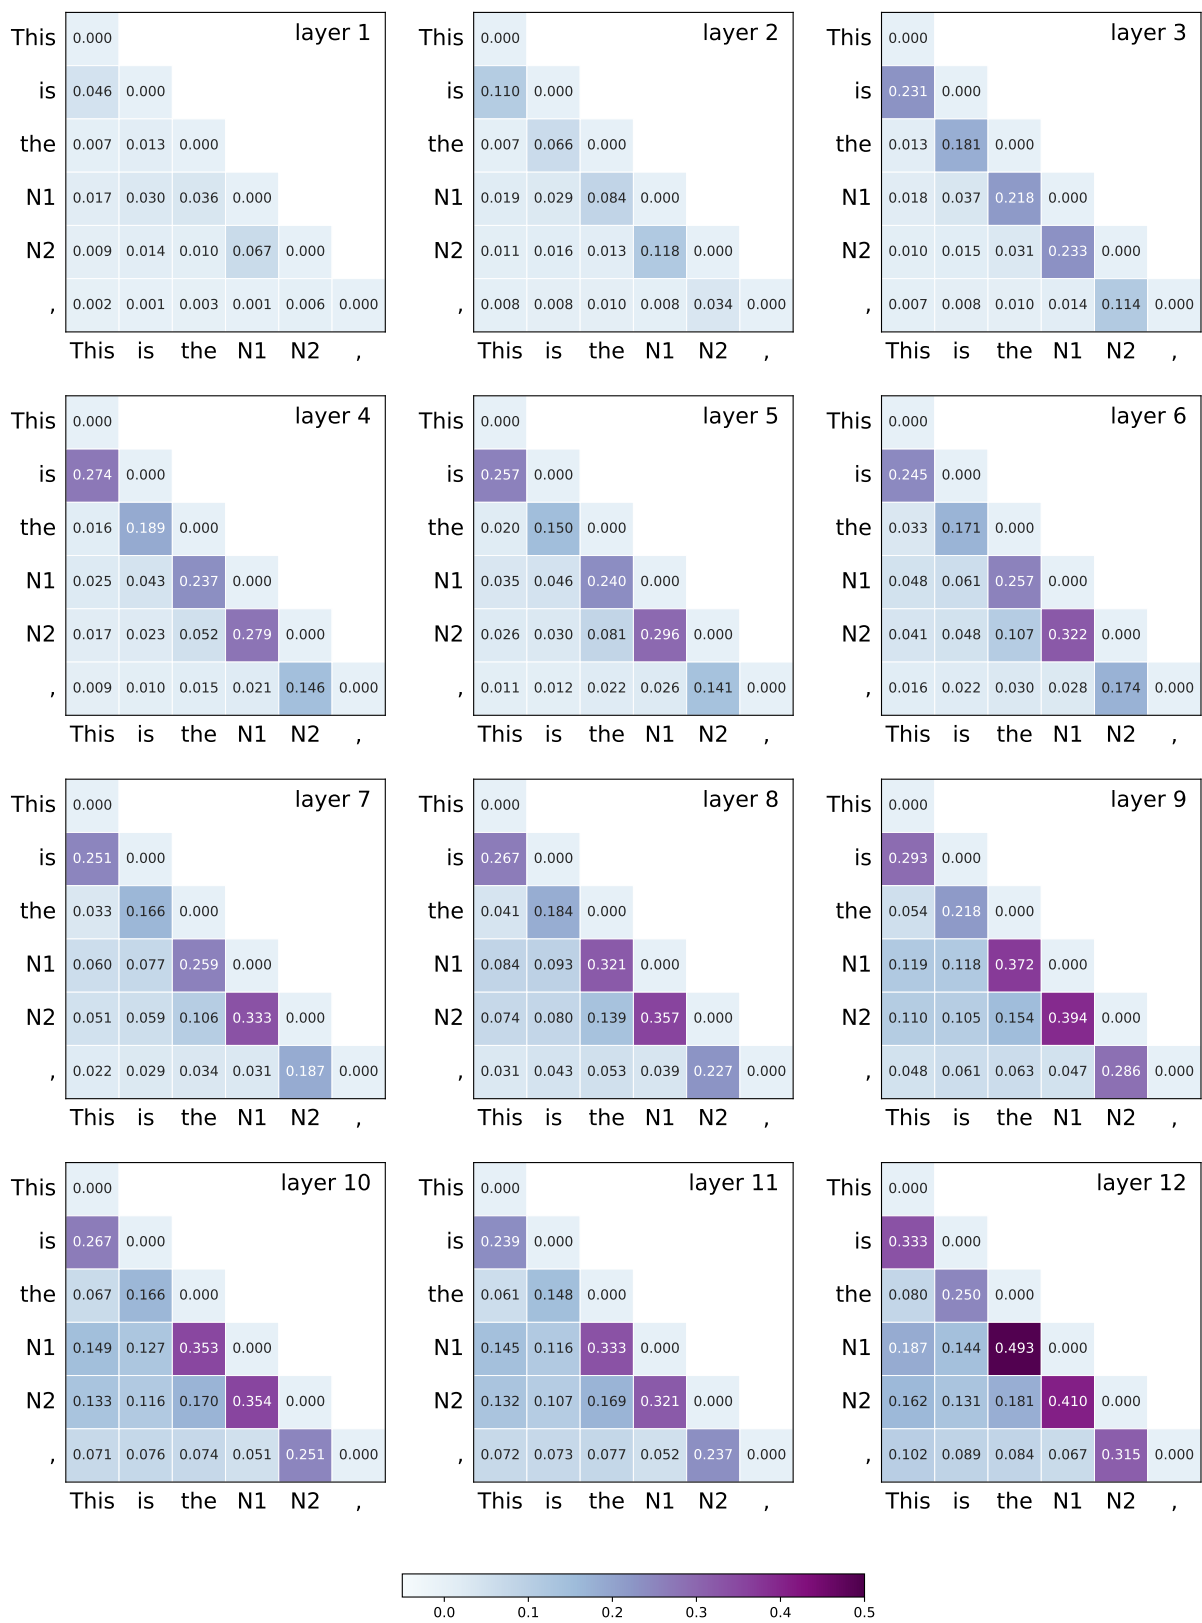 This 0.000 layer 1 This 0.000 layer 2 This 0.000 layer 3
is 0.046 0.000 is 0.110 0.000 is 0.231 0.000
the 0.007 0.013 0.000 the 0.007 0.066 0.000 the 0.013 0.181 0.000
N1 0.017 0.030 0.036 0.000 N1 0.019 0.029 0.084 0.000 N1 0.018 0.037 0.218 0.000
N2 0.009 0.014 0.010 0.067 0.000 N2 0.011 0.016 0.013 0.118 0.000 N2 0.010 0.015 0.031 0.233 0.000
, 0.002 0.001 0.003 0.001 0.006 0.000 , 0.008 0.008 0.010 0.008 0.034 0.000 , 0.007 0.008 0.010 0.014 0.114 0.000
This is the N1 N2 , This is the N1 N2 , This is the N1 N2 ,
This 0.000 layer 4 This 0.000 layer 5 This 0.000 layer 6
is 0.274 0.000 is 0.257 0.000 is 0.245 0.000
the 0.016 0.189 0.000 the 0.020 0.150 0.000 the 0.033 0.171 0.000
N1 0.025 0.043 0.237 0.000 N1 0.035 0.046 0.240 0.000 N1 0.048 0.061 0.257 0.000
N2 0.017 0.023 0.052 0.279 0.000 N2 0.026 0.030 0.081 0.296 0.000 N2 0.041 0.048 0.107 0.322 0.000
, 0.009 0.010 0.015 0.021 0.146 0.000 , 0.011 0.012 0.022 0.026 0.141 0.000 , 0.016 0.022 0.030 0.028 0.174 0.000
This is the N1 N2 , This is the N1 N2 , This is the N1 N2 ,
This 0.000 layer 7 This 0.000 layer 8 This 0.000 layer 9
is 0.251 0.000 is 0.267 0.000 is 0.293 0.000
the 0.033 0.166 0.000 the 0.041 0.184 0.000 the 0.054 0.218 0.000
N1 0.060 0.077 0.259 0.000 N1 0.084 0.093 0.321 0.000 N1 0.119 0.118 0.372 0.000
N2 0.051 0.059 0.106 0.333 0.000 N2 0.074 0.080 0.139 0.357 0.000 N2 0.110 0.105 0.154 0.394 0.000
, 0.022 0.029 0.034 0.031 0.187 0.000 , 0.031 0.043 0.053 0.039 0.227 0.000 , 0.048 0.061 0.063 0.047 0.286 0.000
This is the N1 N2 , This is the N1 N2 , This is the N1 N2 ,
This 0.000 layer 10 This 0.000 layer 11 This 0.000 layer 12
is 0.267 0.000 is 0.239 0.000 is 0.333 0.000
the 0.067 0.166 0.000 the 0.061 0.148 0.000 the 0.080 0.250 0.000
N1 0.149 0.127 0.353 0.000 N1 0.145 0.116 0.333 0.000 N1 0.187 0.144 0.493 0.000
N2 0.133 0.116 0.170 0.354 0.000 N2 0.132 0.107 0.169 0.321 0.000 N2 0.162 0.131 0.181 0.410 0.000
, 0.071 0.076 0.074 0.051 0.251 0.000 , 0.072 0.073 0.077 0.052 0.237 0.000 , 0.102 0.089 0.084 0.067 0.315 0.000
This is the N1 N2 , This is the N1 N2 , This is the N1 N2 ,
0.0 0.1 0.2 0.3 0.4 0.5